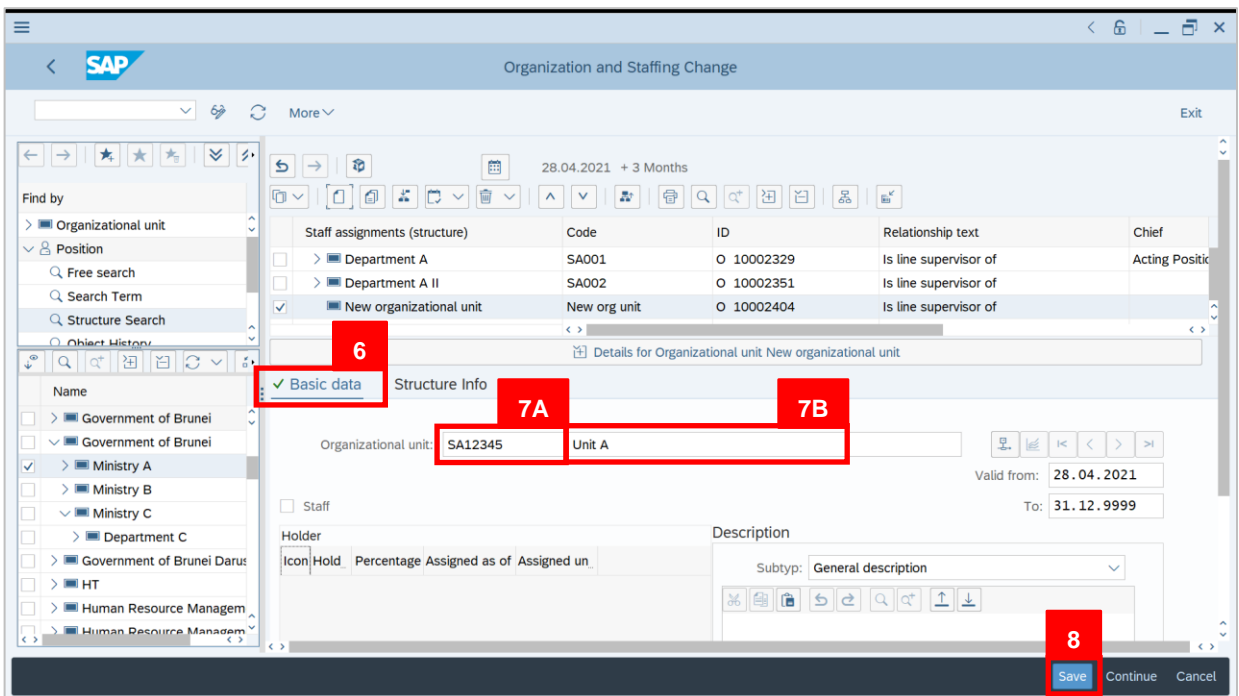 SAP
Organization and Staffing Change
More
Exit
28.04.2021 + 3 Months
Find by
Organizational unit
Position
Free search
Search Term
Structure Search
Object History
Staff assignments (structure) Code ID Relationship text Chief
Department A SA001 O 10002329 Is line supervisor of Acting Positic
Department A II SA002 O 10002351 Is line supervisor of
New organizational unit New org unit O 10002404 Is line supervisor of
Details for Organizational unit New organizational unit
6
Basic data Structure Info
7A 7B
Name
Government of Brunei
Government of Brunei
Ministry A
Ministry B
Ministry C
Department C
Government of Brunei Darus
HT
Human Resource Managem
Human Resource Managem
Organizational unit: SA12345 Unit A
Valid from: 28.04.2021
Staff To: 31.12.9999
Holder Description
Icon Hold.. Percentage Assigned as of Assigned un..
Subtyp: General description
8
Save Continue Cancel